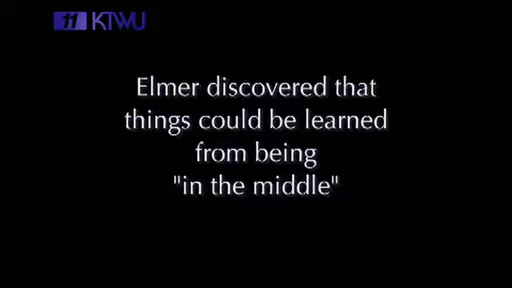 11 KTWU
Elmer discovered that
things could be learned
from being
"in the middle"